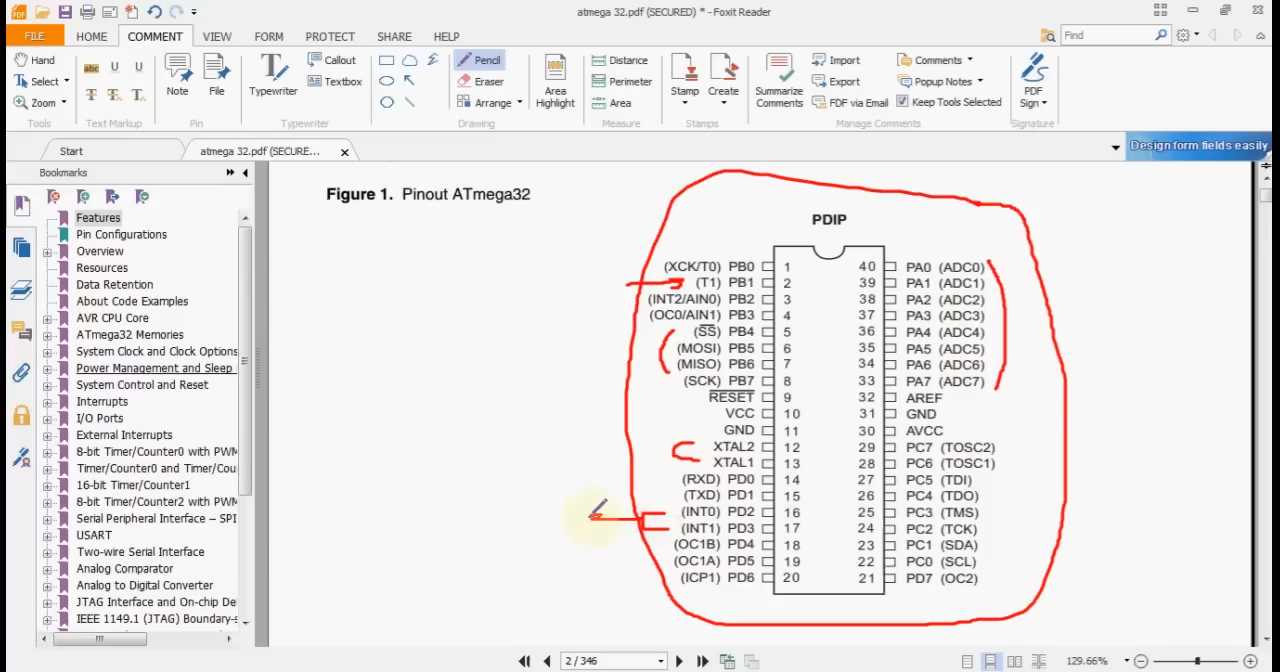 atmega 32.pdf (SECURED) * - Foxit Reader
FILE HOME COMMENT VIEW FORM PROTECT SHARE HELP
Find
Hand
Select
Zoom
Tools
Text Markup
Note
File
Pin
Typewriter
Callout
Textbox
Typewriter
Pencil
Eraser
Arrange
Drawing
Area Highlight
Distance
Perimeter
Area
Measure
Stamp
Create
Stamps
Summarize Comments
Import
Export
FDF via Email
Comments
Popup Notes
Keep Tools Selected
Manage Comments
PDF Sign
Signature
Start
atmega 32.pdf (SECURE...
Design form fields easily
Bookmarks
Features
Pin Configurations
Overview
Resources
Data Retention
About Code Examples
AVR CPU Core
ATmega32 Memories
System Clock and Clock Options
Power Management and Sleep
System Control and Reset
Interrupts
I/O Ports
External Interrupts
8-bit Timer/Counter0 with PWM
Timer/Counter0 and Timer/Cou
16-bit Timer/Counter1
8-bit Timer/Counter2 with PWM
Serial Peripheral Interface – SPI
USART
Two-wire Serial Interface
Analog Comparator
Analog to Digital Converter
JTAG Interface and On-chip De
IEEE 1149.1 (JTAG) Boundary-s
Figure 1. Pinout ATmega32
PDIP
(XCK/T0) PB0 1 40 PA0 (ADC0)
(T1) PB1 2 39 PA1 (ADC1)
(INT2/AIN0) PB2 3 38 PA2 (ADC2)
(OC0/AIN1) PB3 4 37 PA3 (ADC3)
(SS) PB4 5 36 PA4 (ADC4)
(MOSI) PB5 6 35 PA5 (ADC5)
(MISO) PB6 7 34 PA6 (ADC6)
(SCK) PB7 8 33 PA7 (ADC7)
RESET 9 32 AREF
VCC 10 31 GND
GND 11 30 AVCC
XTAL2 12 29 PC7 (TOSC2)
XTAL1 13 28 PC6 (TOSC1)
(RXD) PD0 14 27 PC5 (TDI)
(TXD) PD1 15 26 PC4 (TDO)
(INT0) PD2 16 25 PC3 (TMS)
(INT1) PD3 17 24 PC2 (TCK)
(OC1B) PD4 18 23 PC1 (SDA)
(OC1A) PD5 19 22 PC0 (SCL)
(ICP1) PD6 20 21 PD7 (OC2)
2 / 346
129.66%